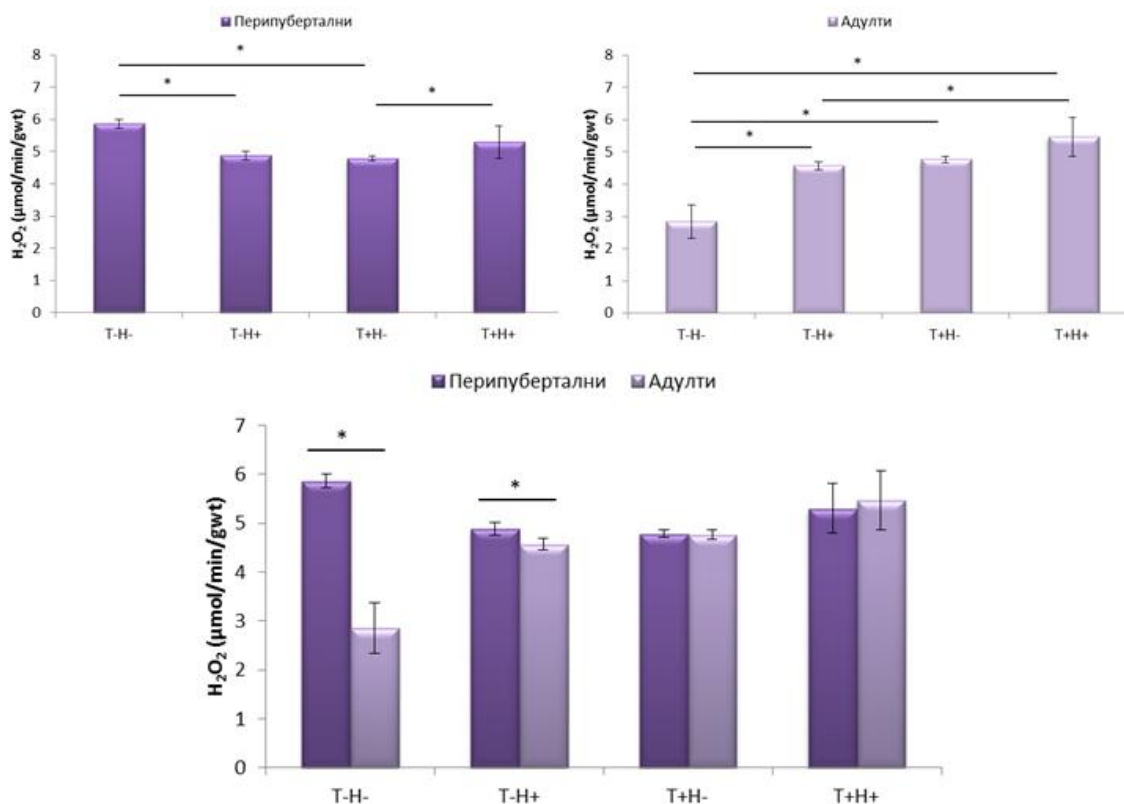 Перипубертални
H₂O₂ (µmol/min/gwt)
8
7
6
5
4
3
2
1
0
*
*
*
T-H-
T-H+
T+H-
T+H+
Адулти
H₂O₂ (µmol/min/gwt)
8
7
6
5
4
3
2
1
0
*
*
*
*
T-H-
T-H+
T+H-
T+H+
Перипубертални Адулти
H₂O₂ (µmol/min/gwt)
7
6
5
4
3
2
1
0
*
*
T-H-
T-H+
T+H-
T+H+